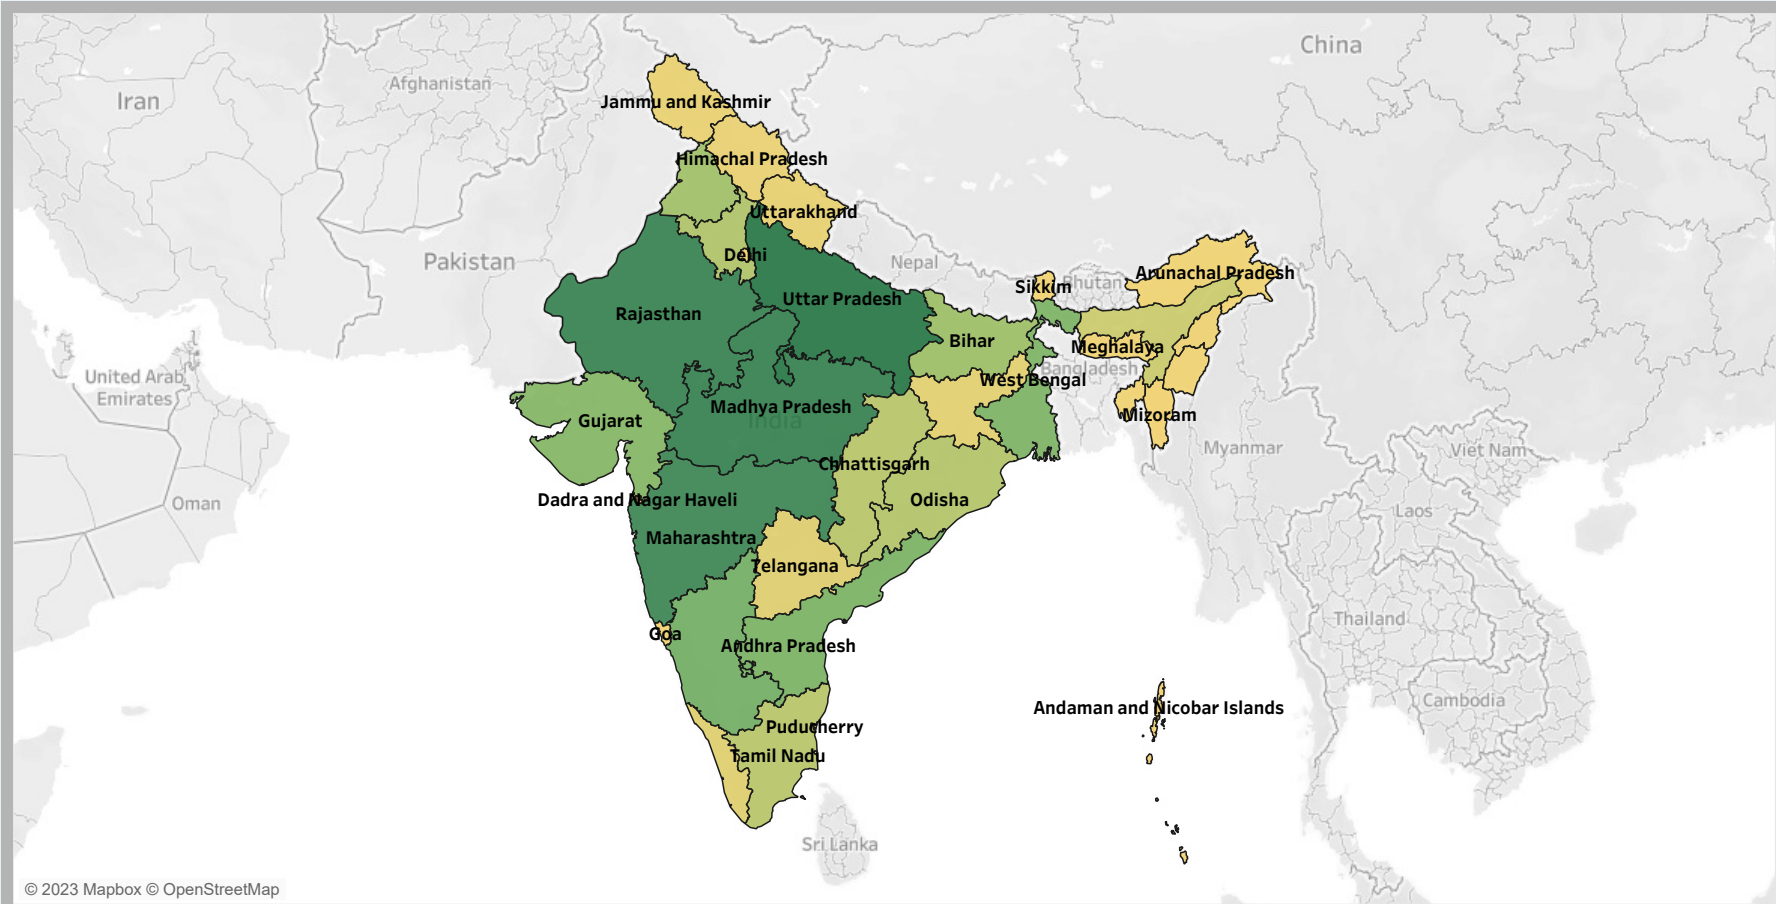 China
Afghanistan
Iran
Jammu and Kashmir
Himachal Pradesh
Uttarakhand
Pakistan
Delhi
Nepal
Sikkim
Bhutan
Arunachal Pradesh
Rajasthan
Uttar Pradesh
Bihar
Meghalaya
Bangladesh
United Arab
Emirates
West Bengal
Gujarat
Madhya Pradesh
India
Mizoram
Myanmar
Viet Nam
Chhattisgarh
Oman
Dadra and Nagar Haveli
Odisha
Laos
Maharashtra
Telangana
Thailand
Goa
Andhra Pradesh
Cambodia
Andaman and Nicobar Islands
Puducherry
Tamil Nadu
Sri Lanka
© 2023 Mapbox © OpenStreetMap